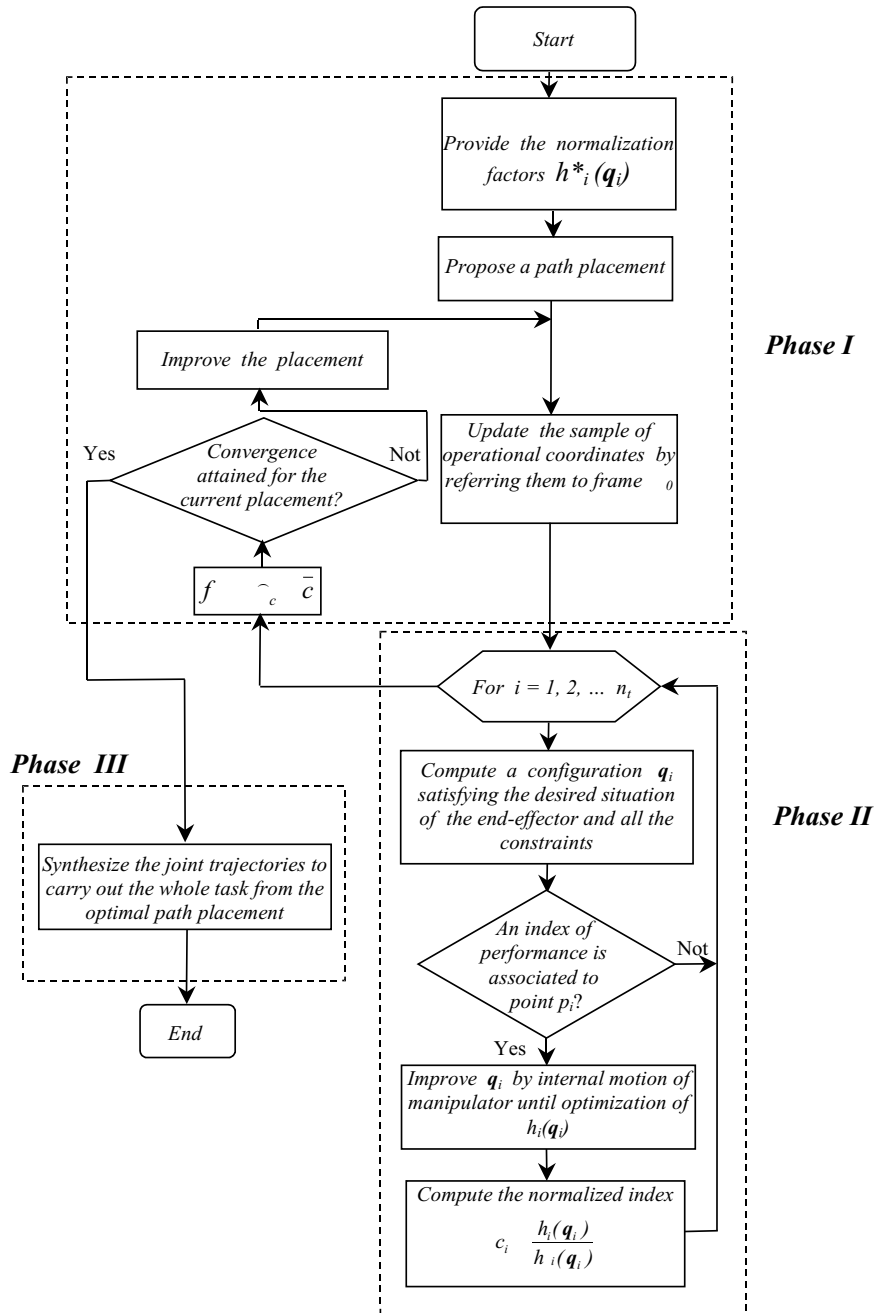 Start
Provide the normalization
factors h*i (qi)
Propose a path placement
Phase I
Improve the placement
Update the sample of
operational coordinates by
referring them to frame 0
Yes
Convergence
attained for the
current placement?
Not
f ⌢ c c̄
For i = 1, 2, ... nt
Phase III
Compute a configuration qi
satisfying the desired situation
of the end-effector and all the
constraints
Phase II
Synthesize the joint trajectories to
carry out the whole task from the
optimal path placement
An index of
performance is
associated to
point pi?
Not
End
Yes
Improve qi by internal motion of
manipulator until optimization of
hi(qi)
Compute the normalized index
ci hi(qi)
h i(qi)